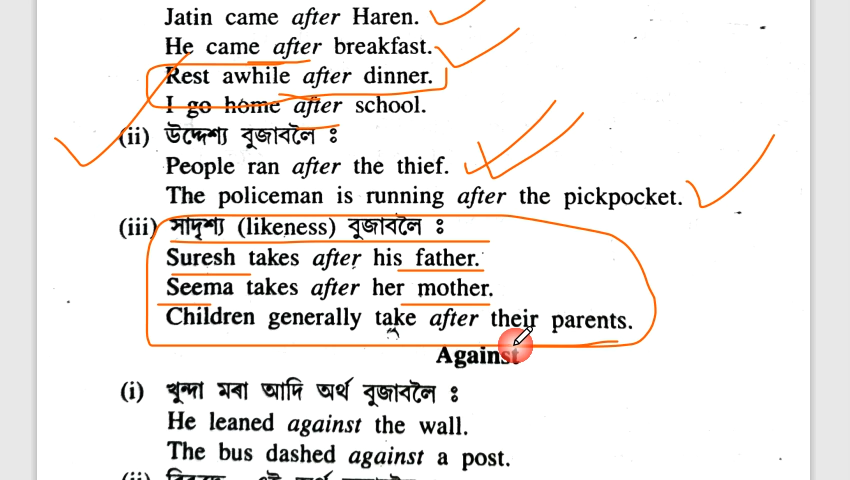 Jatin came after Haren.
He came after breakfast.
Rest awhile after dinner.
I go home after school.
(ii) উদ্দেশ্য বুজাবলৈ ঃ
People ran after the thief.
The policeman is running after the pickpocket.
(iii) সাদৃশ্য (likeness) বুজাবলৈ ঃ
Suresh takes after his father.
Seema takes after her mother.
Children generally take after their parents.
Against
(i) খুন্দা মৰা আদি অৰ্থ বুজাবলৈ ঃ
He leaned against the wall.
The bus dashed against a post.